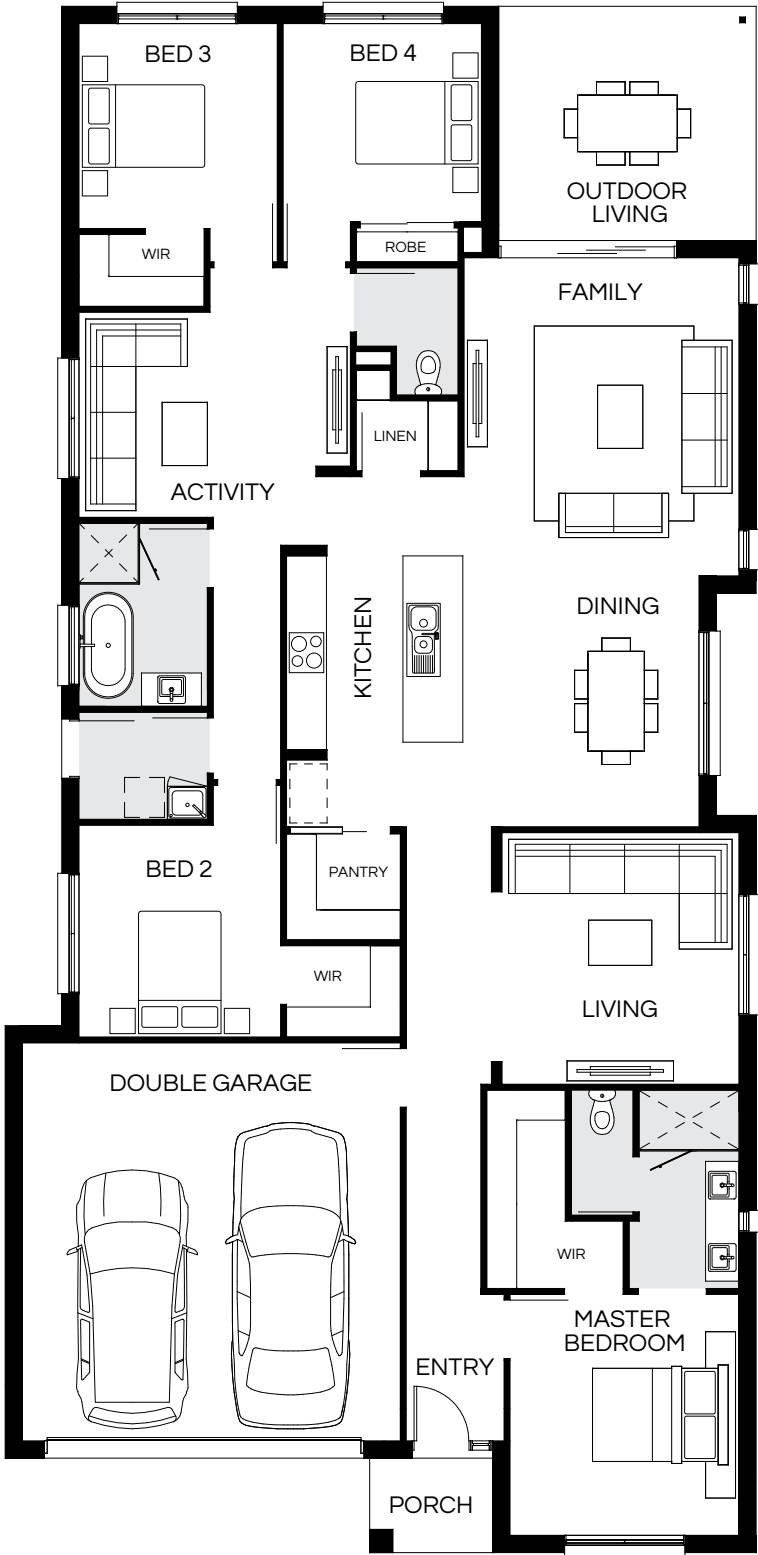 BED 3
BED 4
OUTDOOR
LIVING
WIR
ROBE
FAMILY
LINEN
ACTIVITY
KITCHEN
DINING
BED 2
PANTRY
WIR
LIVING
DOUBLE GARAGE
WIR
MASTER
BEDROOM
ENTRY
PORCH